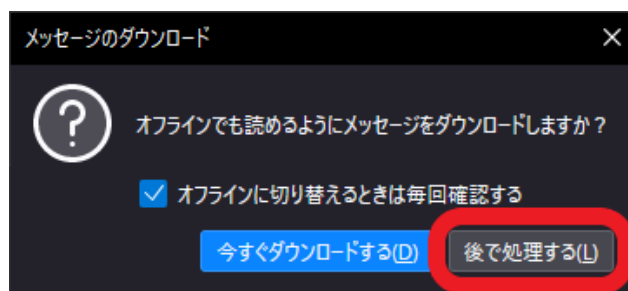 メッセージのダウンロード
オフラインでも読めるようにメッセージをダウンロードしますか？
オフラインに切り替えるときは毎回確認する
今すぐダウンロードする(D) 後で処理する(L)